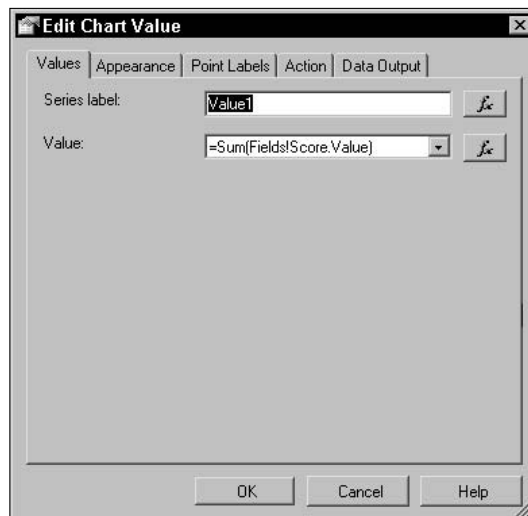 Edit Chart Value
Values Appearance Point Labels Action Data Output
Series label: Value1 fx
Value: =Sum(Fields!Score.Value) fx
OK Cancel Help